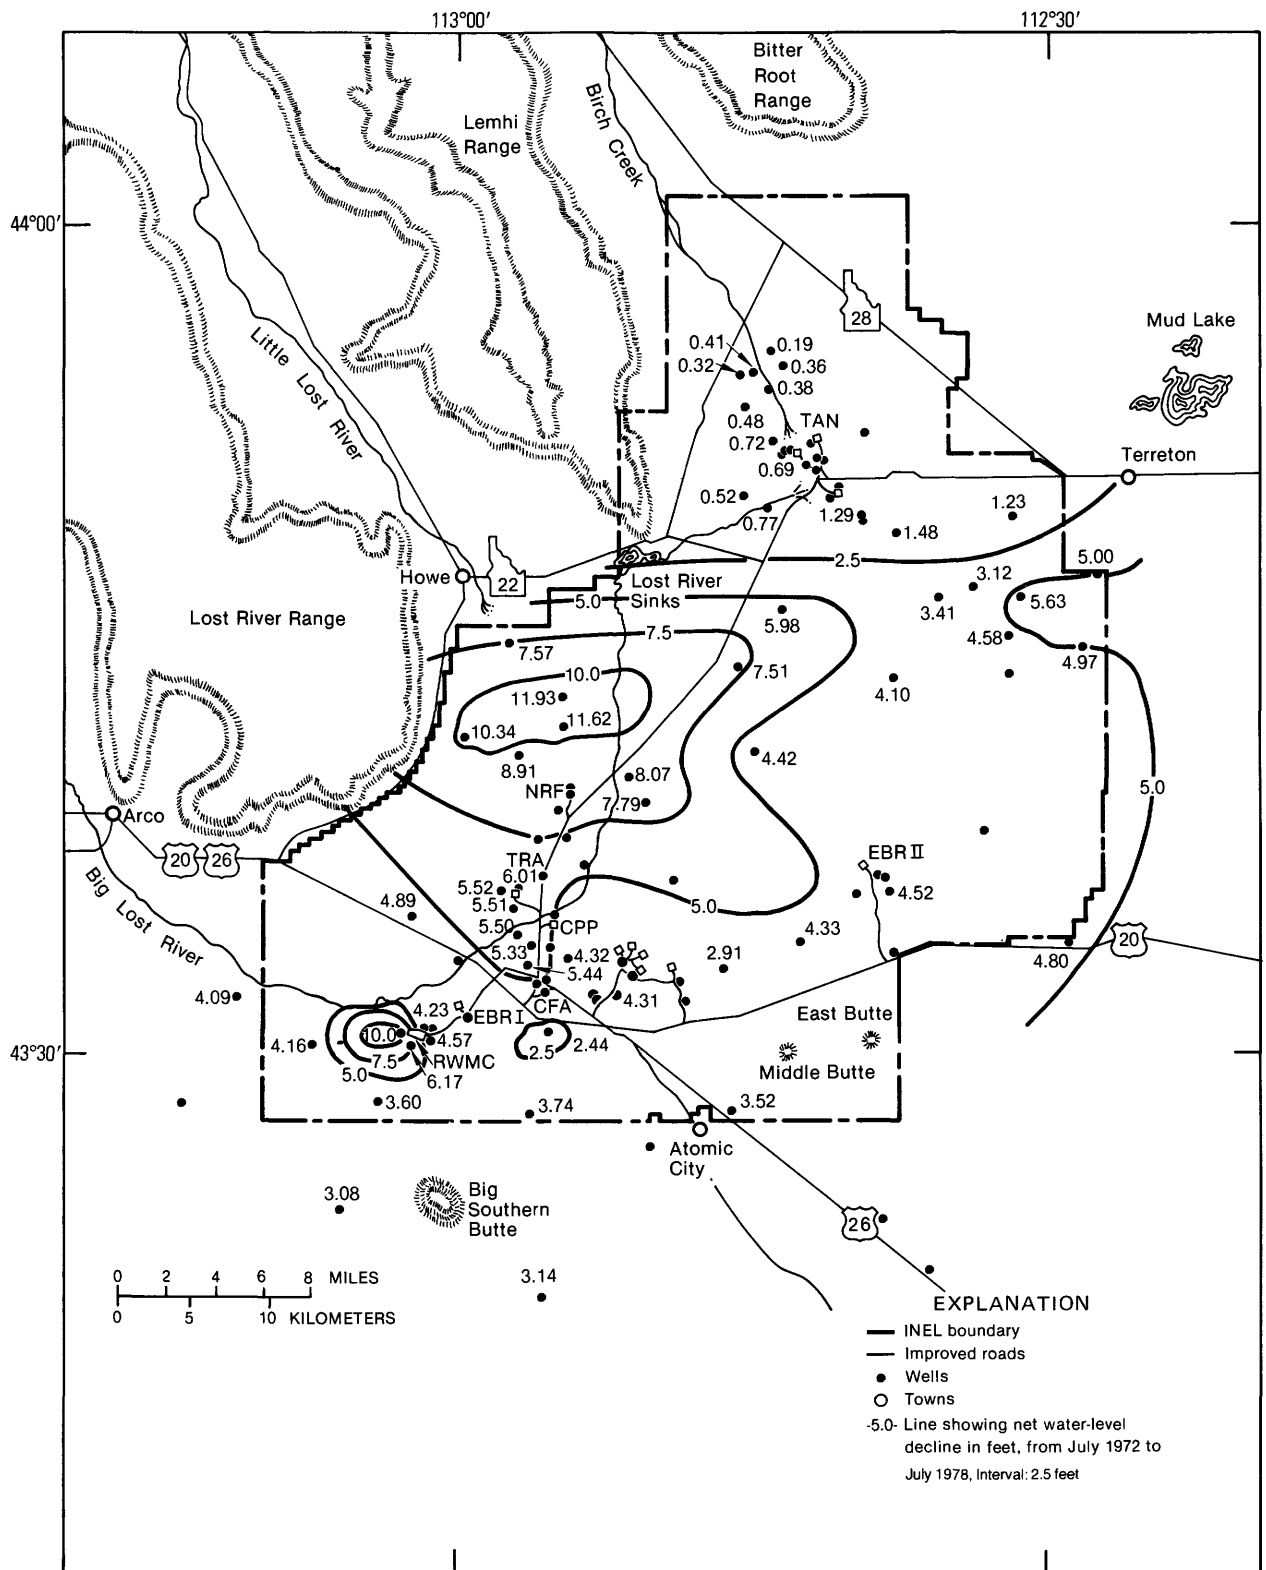 113°00′
112°30′
Bitter
Root
Range
Lemhi
Range
Birch Creek
44°00′
28
Mud Lake
0.41
0.19
0.32
0.36
0.38
Little Lost River
0.48
TAN
0.72
Terreton
0.69
0.52
0.77
1.29
1.23
1.48
2.5
5.00
Howe
22
Lost River
Sinks
3.12
5.0
5.98
3.41
5.63
Lost River Range
7.5
4.58
7.57
7.51
4.97
10.0
4.10
11.93
11.62
10.34
4.42
8.91
8.07
5.0
NRF
7.79
Arco
20
26
TRA
EBR II
6.01
Big Lost River
5.52
4.52
4.89
5.51
5.0
5.50
CPP
4.33
20
5.33
4.32
2.91
4.80
5.44
4.09
4.31
CFA
4.23
EBR I
East Butte
10.0
4.16
4.57
2.44
7.5
RWMC
2.5
5.0
6.17
Middle Butte
3.60
3.74
3.52
Atomic
City
3.08
Big
Southern
Butte
26
3.14
43°30′
0 2 4 6 8 MILES
0 5 10 KILOMETERS
EXPLANATION
INEL boundary
Improved roads
Wells
Towns
-5.0- Line showing net water-level
decline in feet, from July 1972 to
July 1978, Interval: 2.5 feet